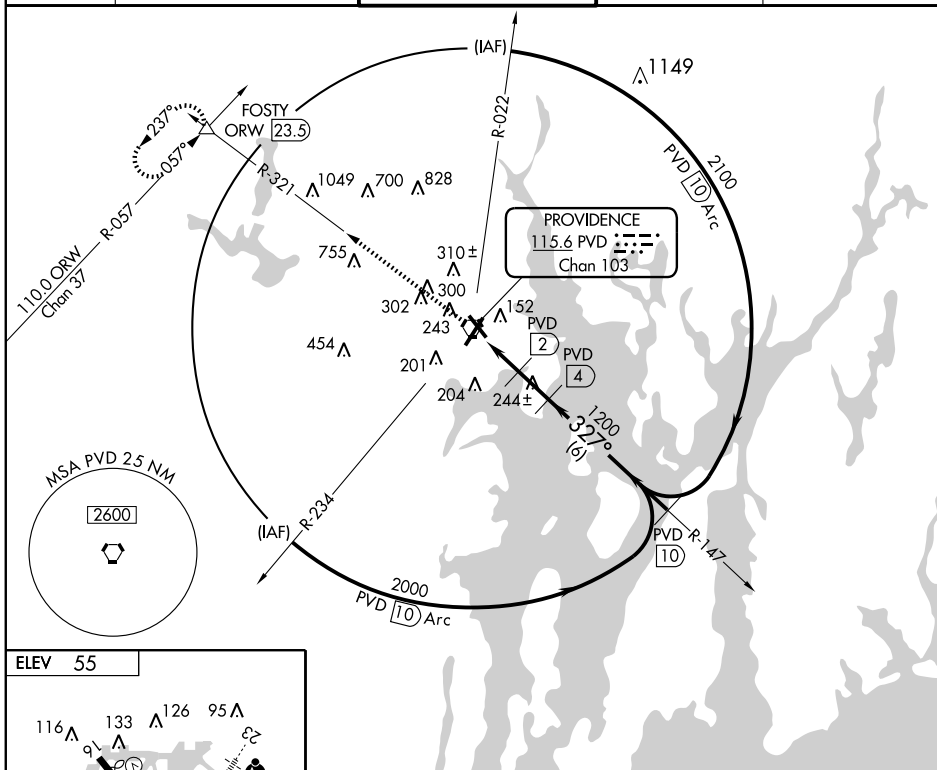 (IAF)
1149
R-022
2100
PVD 10 Arc
237°
FOSTY
ORW 23.5
057°
R-057
110.0 ORW
Chan 37
R-321
1049
700
828
PROVIDENCE
115.6 PVD
Chan 103
755
310±
300
302
243
152
PVD
2
454
201
PVD
4
204
244±
1200
327°
(6)
MSA PVD 25 NM
2600
R-234
(IAF)
PVD
10
R-147
2000
PVD 10 Arc
ELEV 55
116
133
126
95
16
23